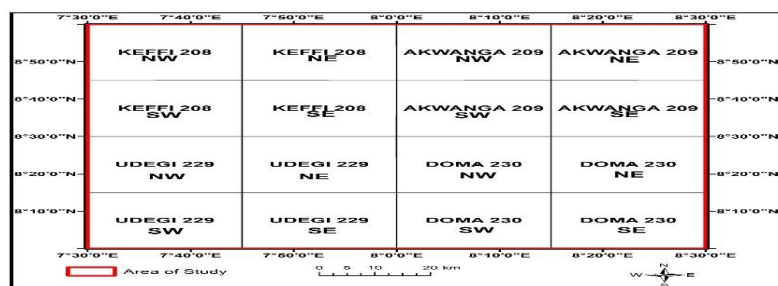 7°30'0"E 7°40'0"E 7°50'0"E 8°0'0"E 8°10'0"E 8°20'0"E 8°30'0"E
8°50'0"N KEFFI 208 KEFFI 208 AKWANGA 209 AKWANGA 209 8°50'0"N
NW NE NW NE
8°40'0"N KEFFI 208 KEFFI 208 AKWANGA 209 AKWANGA 209 8°40'0"N
SW SE SW SE
8°30'0"N 8°30'0"N
UDEGI 229 UDEGI 229 DOMA 230 DOMA 230
8°20'0"N NW NE NW NE 8°20'0"N
8°10'0"N UDEGI 229 UDEGI 229 DOMA 230 DOMA 230 8°10'0"N
SW SE SW SE
7°30'0"E 7°40'0"E 7°50'0"E 8°0'0"E 8°10'0"E 8°20'0"E 8°30'0"E
Area of Study 0 5 10 20 km N W E S